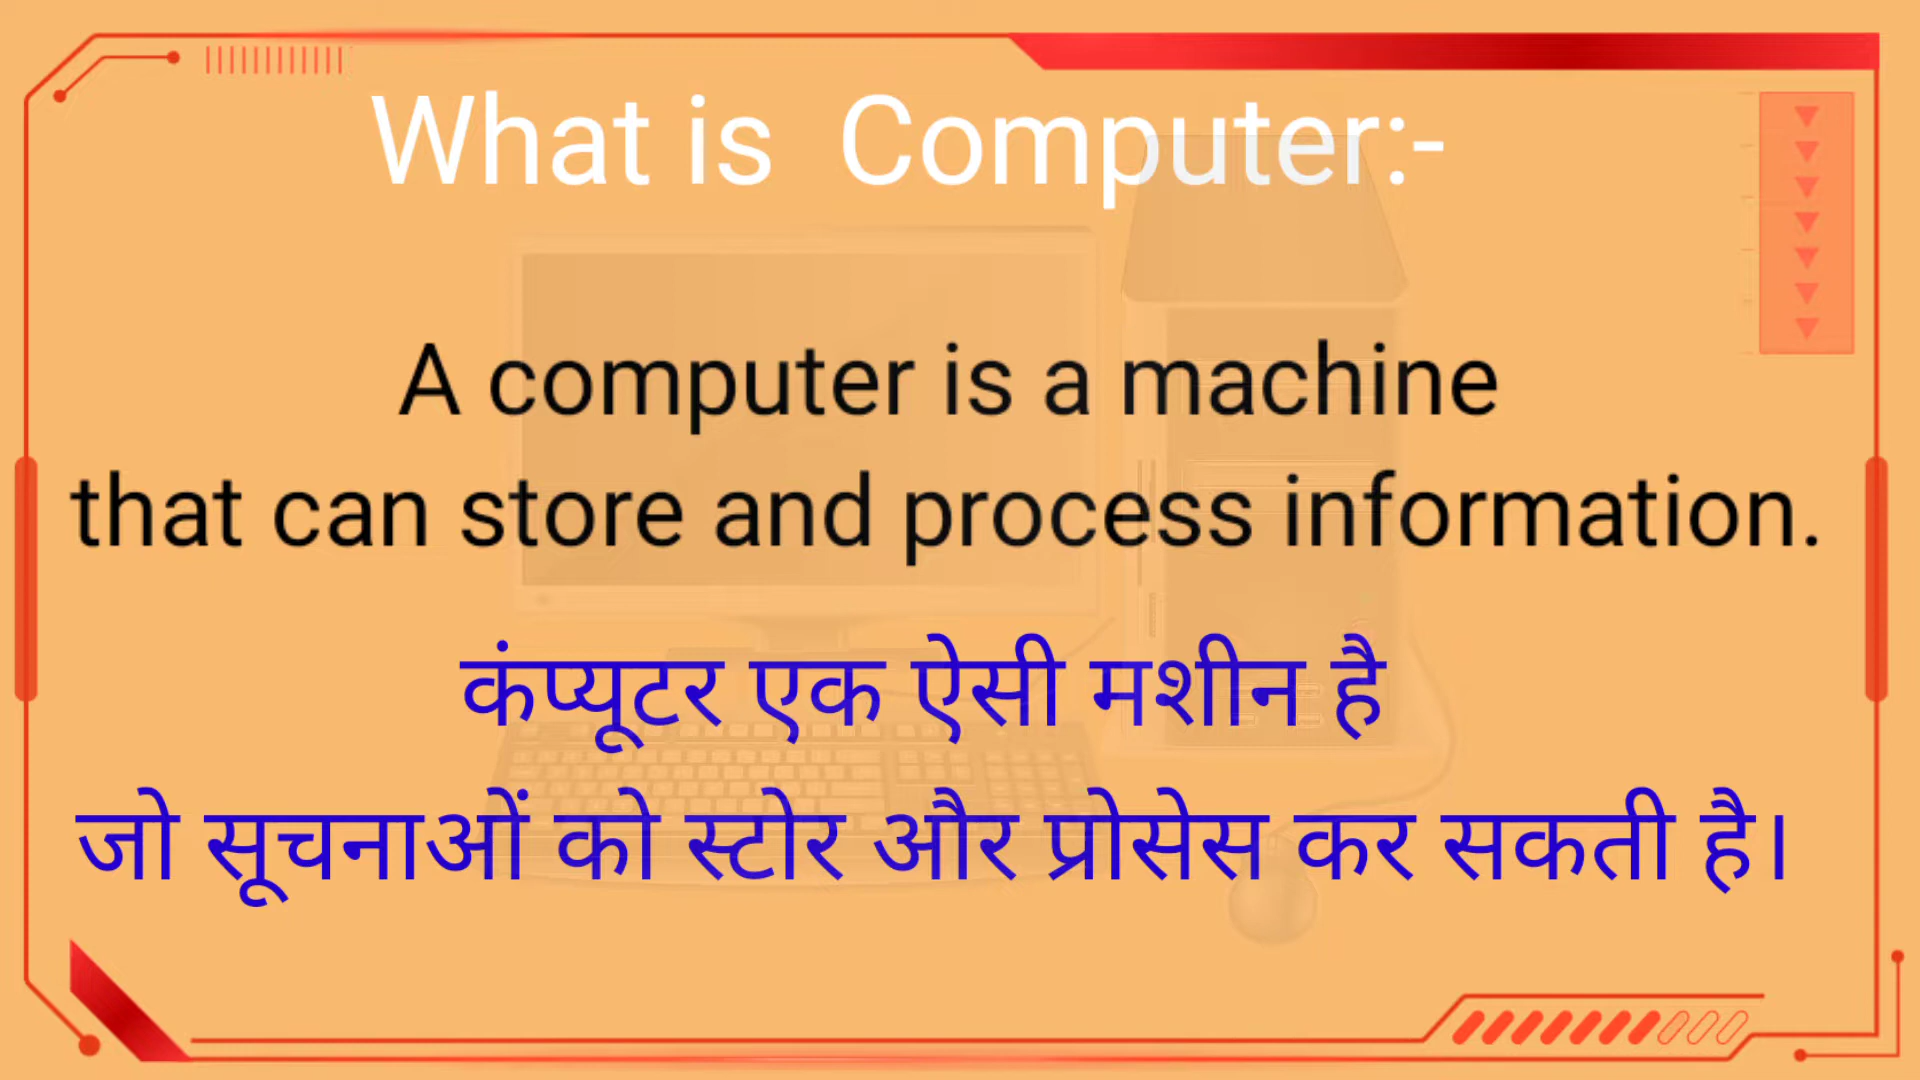 What is  Computer:-
A computer is a machine
that can store and process information.
कंप्यूटर एक ऐसी मशीन है
जो सूचनाओं को स्टोर और प्रोसेस कर सकती है।